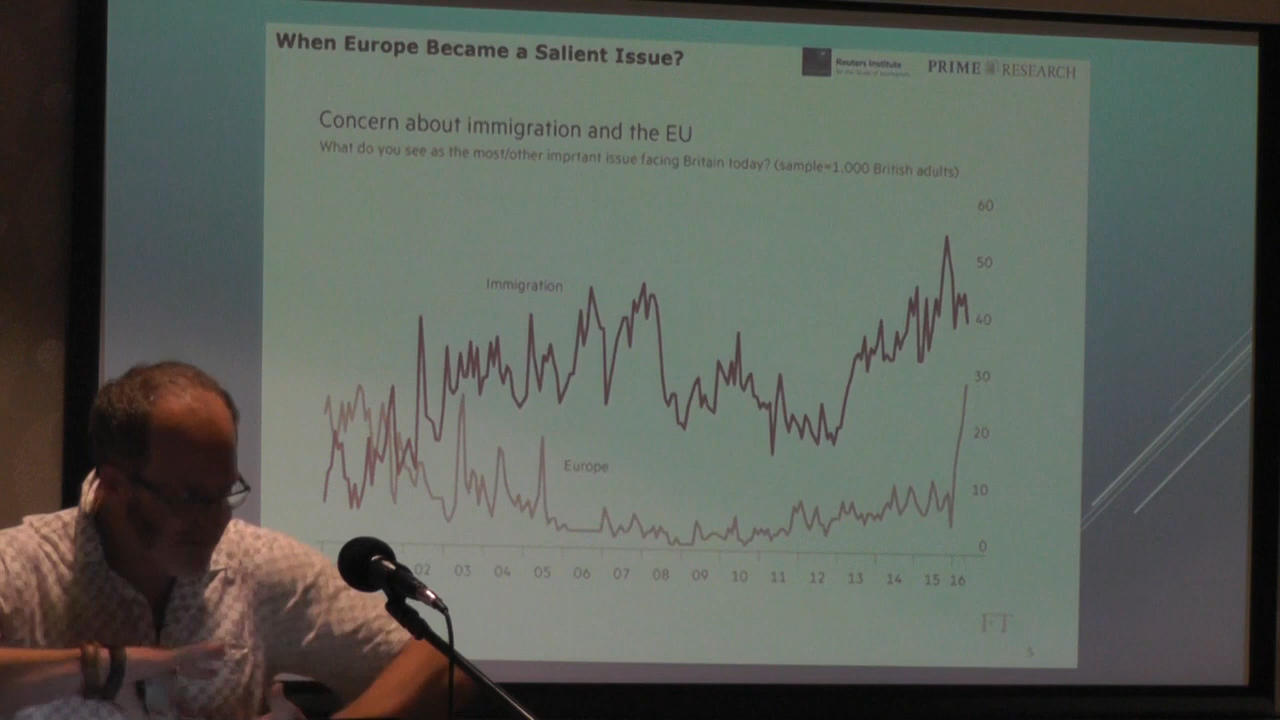 When Europe Became a Salient Issue?
Reuters Institute
PRIME RESEARCH
Concern about immigration and the EU
What do you see as the most/other imprtant issue facing Britain today? (sample=1,000 British adults)
60
50
Immigration
40
30
20
Europe
10
0
02 03 04 05 06 07 08 09 10 11 12 13 14 15 16
FT
5